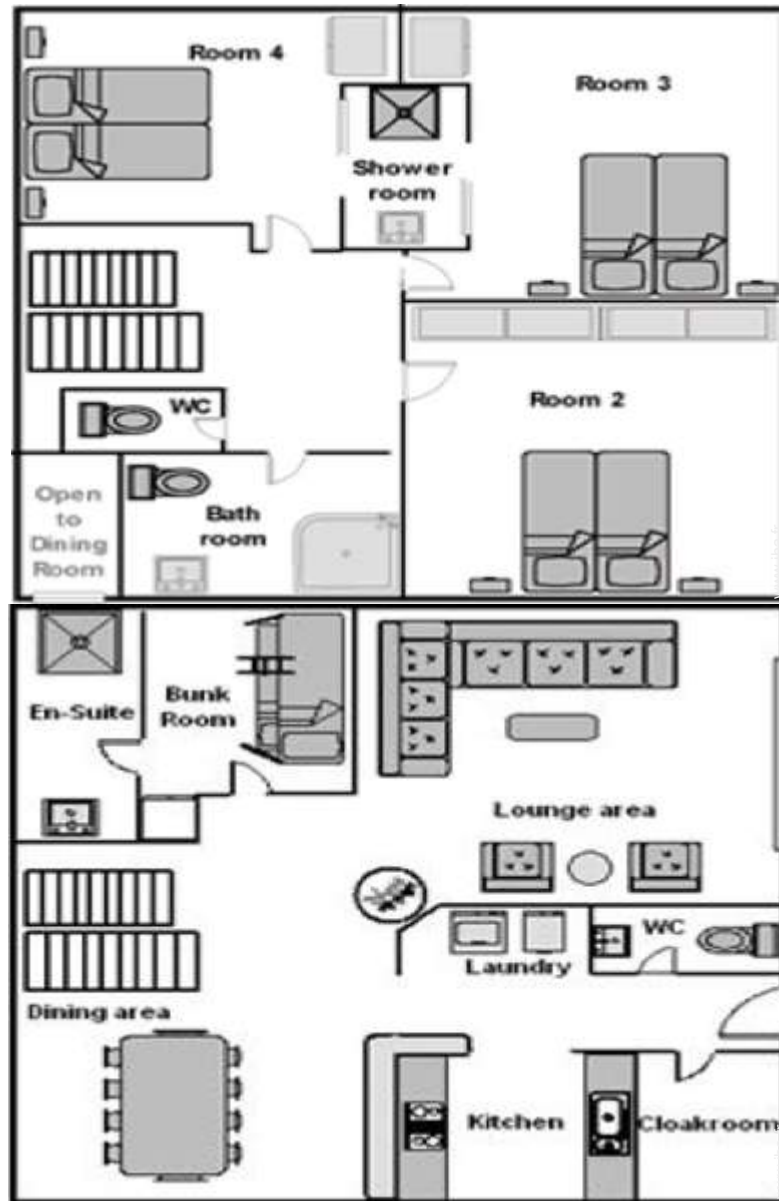 Room 4
Room 3
Shower
room
WC
Room 2
Open
to
Dining
Room
Bath
room
En-Suite
Bunk
Room
Lounge area
WC
Laundry
Dining area
Kitchen
Cloakroom